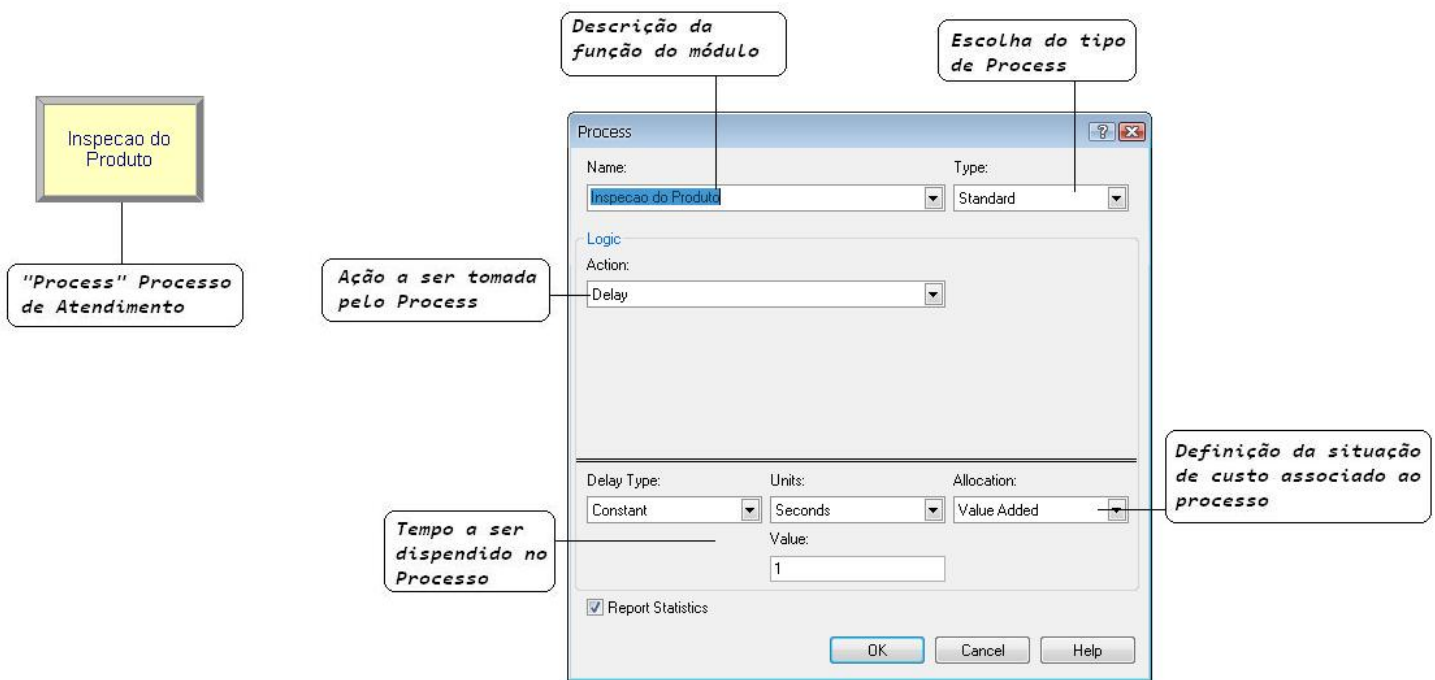 Descrição da
função do módulo
Escolha do tipo
de Process
Inspecao do
Produto
"Process" Processo
de Atendimento
Ação a ser tomada
pelo Process
Process
Name:
Type:
Inspecao do Produto
Standard
Logic
Action:
Delay
Delay Type:
Units:
Allocation:
Constant
Seconds
Value Added
Value:
1
Report Statistics
OK
Cancel
Help
Tempo a ser
dispendido no
Processo
Definição da situação
de custo associado ao
processo